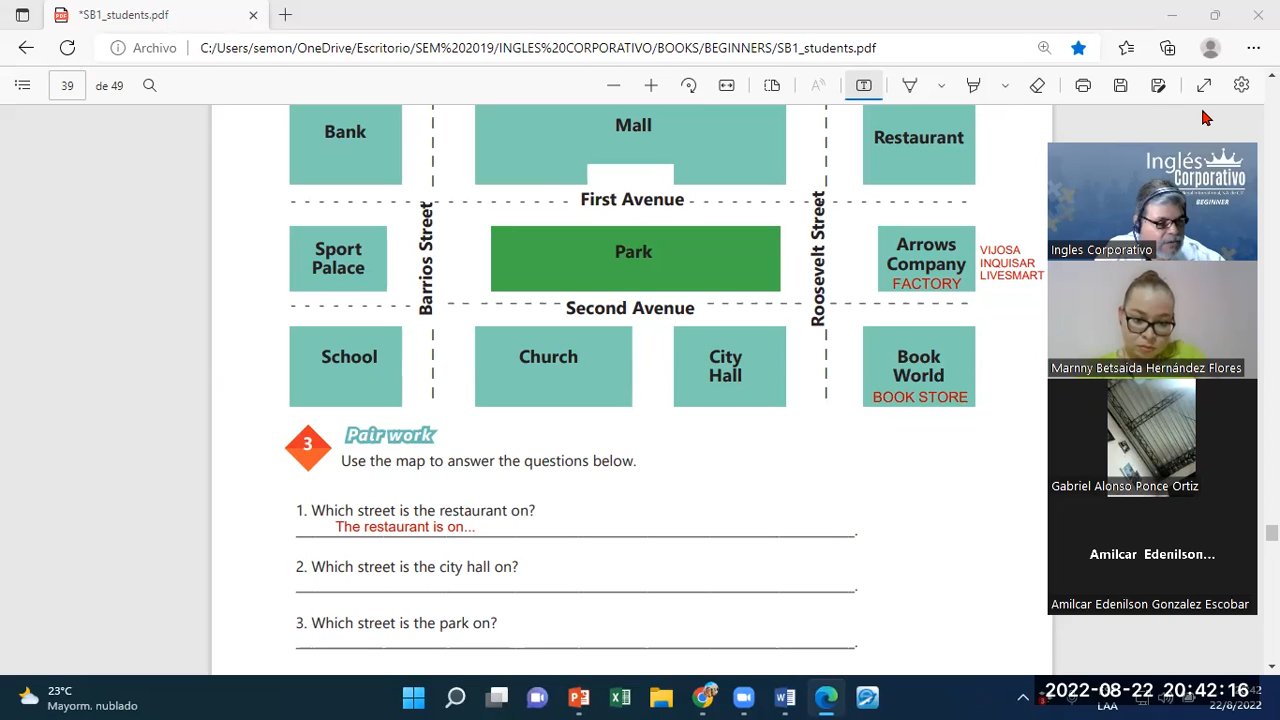 *SB1_students.pdf
Archivo
C:/Users/semon/OneDrive/Escritorio/SEM%202019/INGLES%20CORPORATIVO/BOOKS/BEGINNERS/SB1_students.pdf
39 de 49
Bank
Mall
Restaurant
First Avenue
Barrios Street
Roosevelt Street
Sport
Palace
Park
Arrows
Company
FACTORY
VIJOSA
INQUISAR
LIVESMART
Second Avenue
School
Church
City
Hall
Book
World
BOOK STORE
3
Pair work
Use the map to answer the questions below.
1. Which street is the restaurant on?
The restaurant is on...
2. Which street is the city hall on?
3. Which street is the park on?
Inglés
Corporativo
BEGINNER
Ingles Corporativo
Marnny Betsaida Hernández Flores
Gabriel Alonso Ponce Ortiz
Amilcar Edenilson...
Amilcar Edenilson Gonzalez Escobar
23°C
Mayorm. nublado
2022-08-22 20:42:16
LAA
22/8/2022